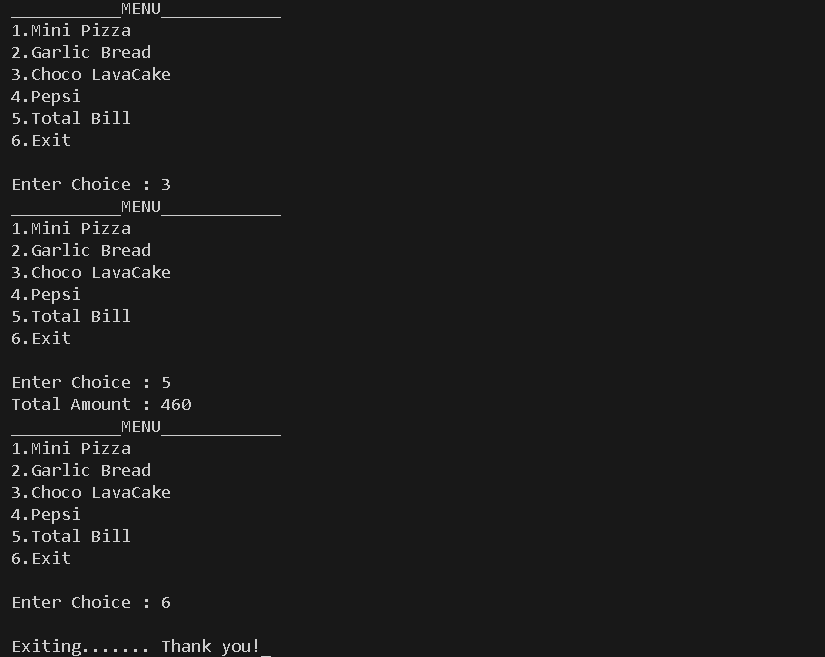 ___________MENU____________
1.Mini Pizza
2.Garlic Bread
3.Choco LavaCake
4.Pepsi
5.Total Bill
6.Exit
Enter Choice : 3
___________MENU____________
1.Mini Pizza
2.Garlic Bread
3.Choco LavaCake
4.Pepsi
5.Total Bill
6.Exit
Enter Choice : 5
Total Amount : 460
___________MENU____________
1.Mini Pizza
2.Garlic Bread
3.Choco LavaCake
4.Pepsi
5.Total Bill
6.Exit
Enter Choice : 6
Exiting....... Thank you!_